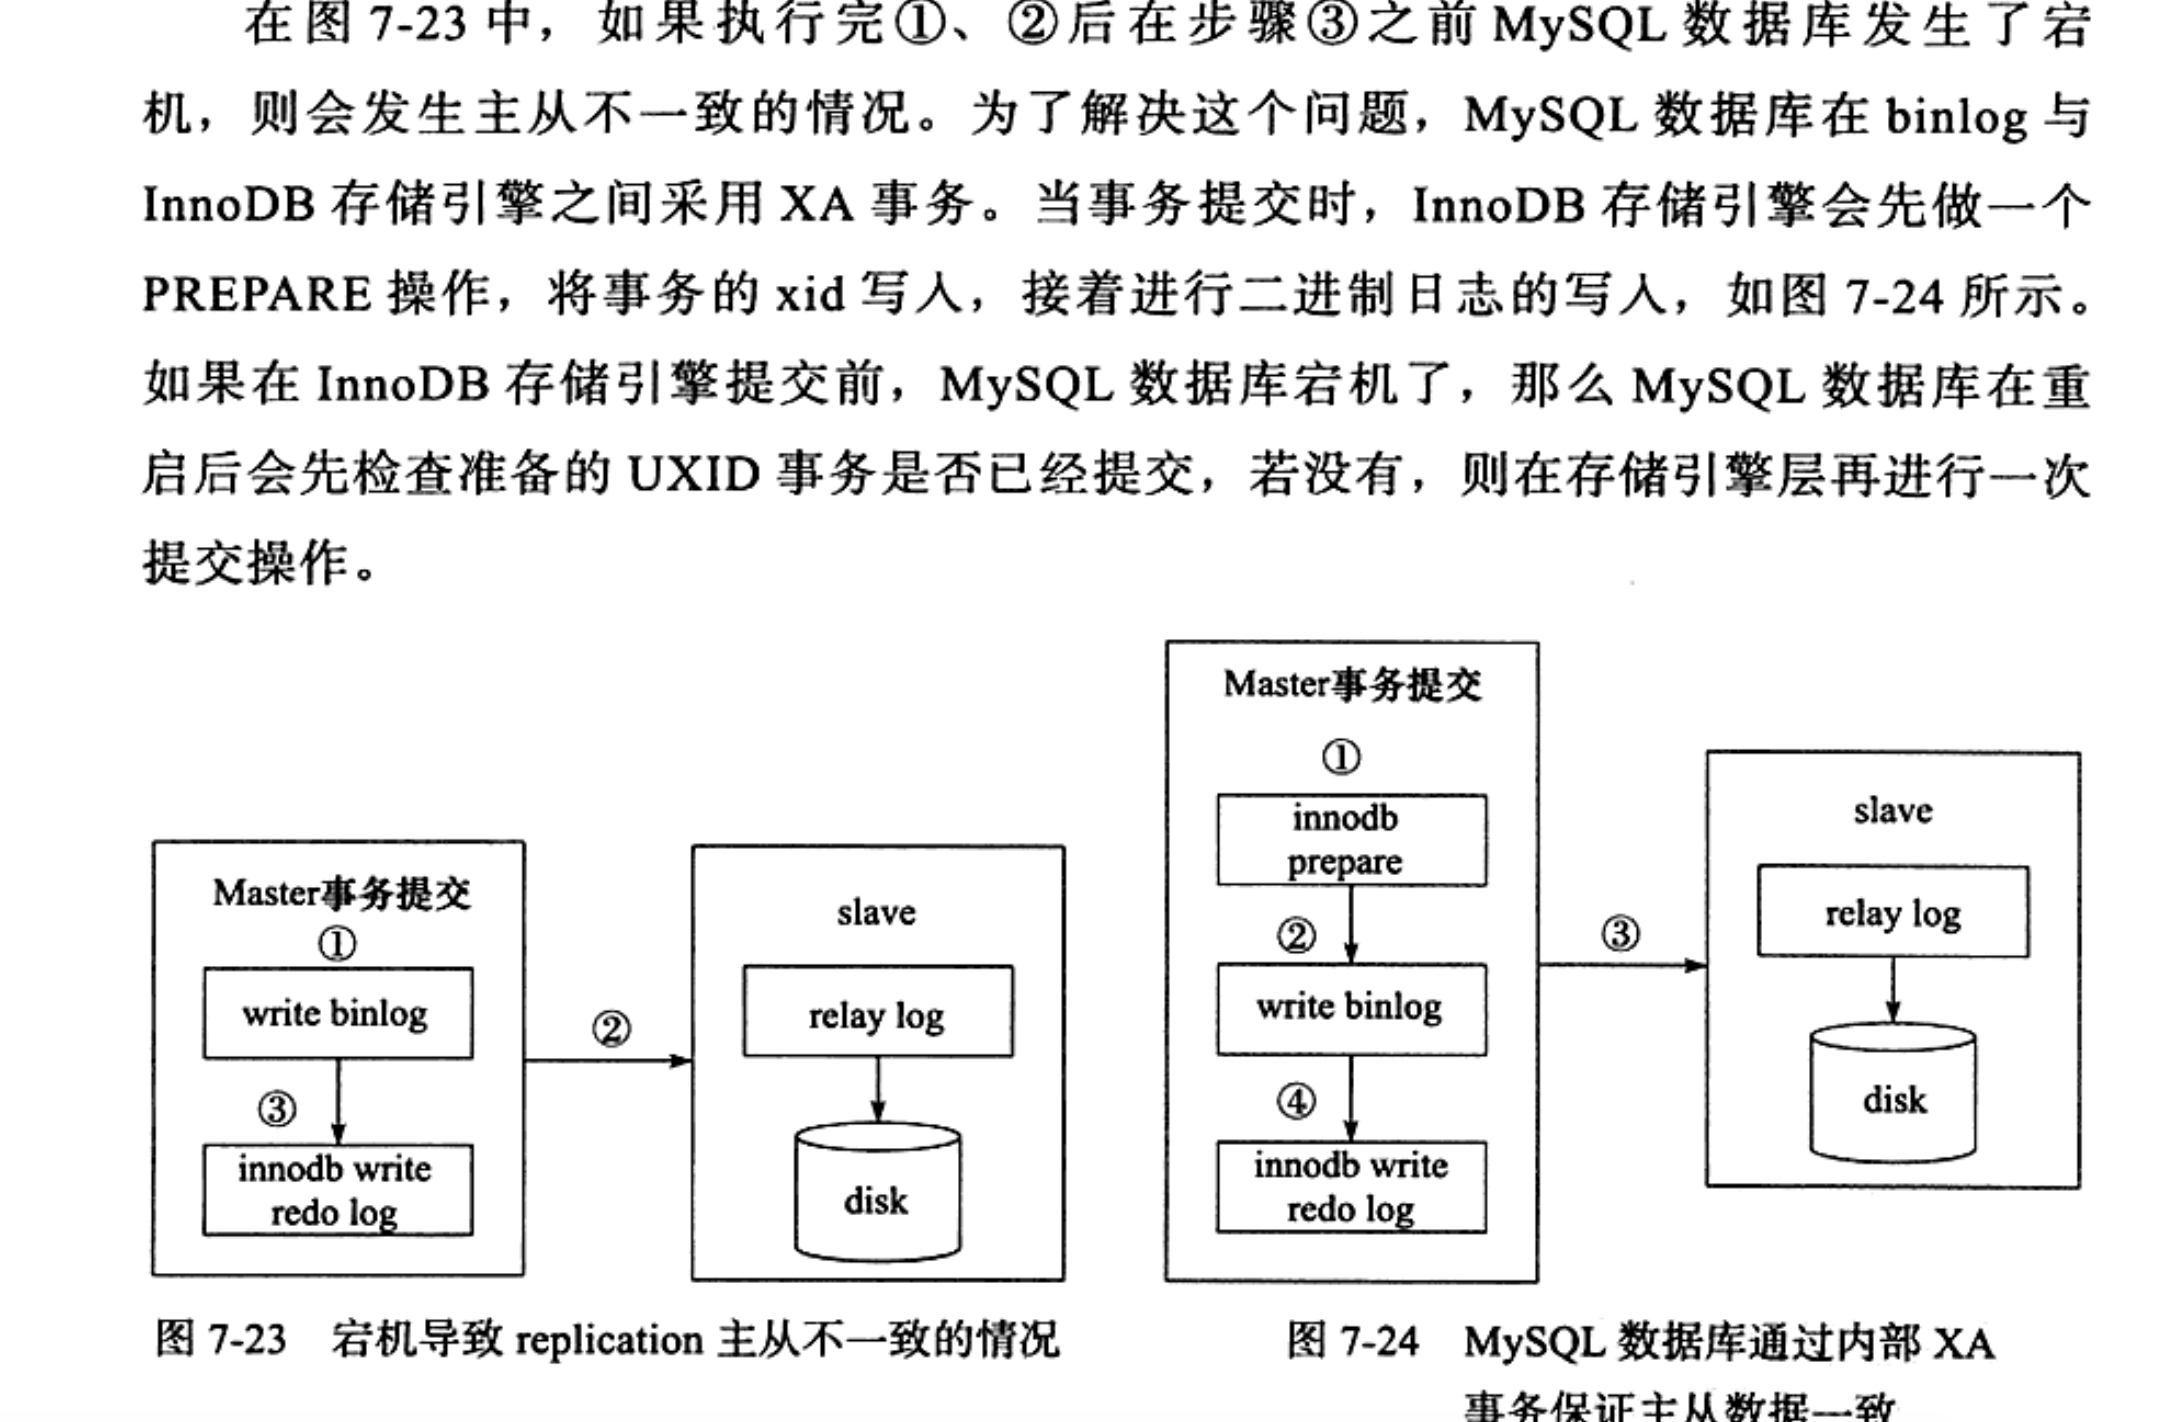 在图 7-23 中，如果执行完①、②后在步骤③之前 MySQL 数据库发生了宕
机，则会发生主从不一致的情况。为了解决这个问题，MySQL 数据库在 binlog 与
InnoDB 存储引擎之间采用 XA 事务。当事务提交时，InnoDB 存储引擎会先做一个
PREPARE 操作，将事务的 xid 写入，接着进行二进制日志的写入，如图 7-24 所示。
如果在 InnoDB 存储引擎提交前，MySQL 数据库宕机了，那么 MySQL 数据库在重
启后会先检查准备的 UXID 事务是否已经提交，若没有，则在存储引擎层再进行一次
提交操作。
Master事务提交
①
write binlog
③
innodb write
redo log
②
slave
relay log
disk
图 7-23 宕机导致 replication 主从不一致的情况
Master事务提交
①
innodb
prepare
②
write binlog
④
innodb write
redo log
③
slave
relay log
disk
图 7-24 MySQL 数据库通过内部 XA
事务保证主从数据一致